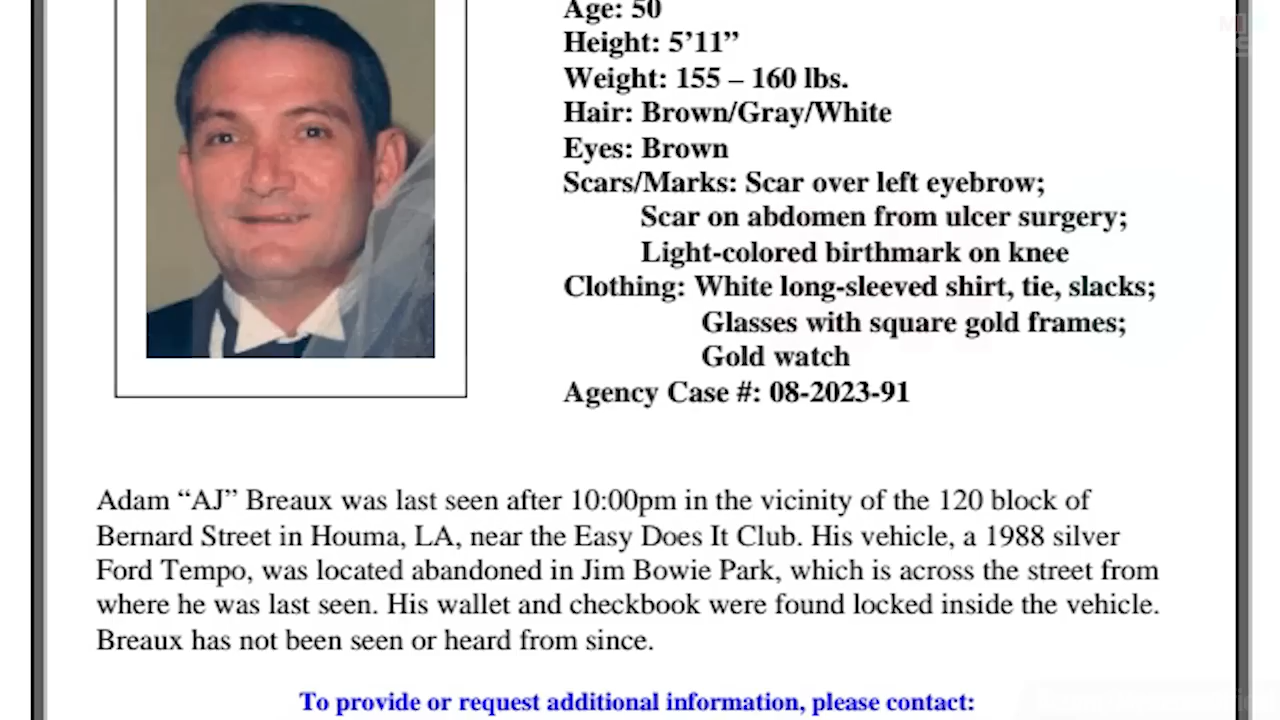 Age: 50
Height: 5’11”
Weight: 155 – 160 lbs.
Hair: Brown/Gray/White
Eyes: Brown
Scars/Marks: Scar over left eyebrow;
Scar on abdomen from ulcer surgery;
Light-colored birthmark on knee
Clothing: White long-sleeved shirt, tie, slacks;
Glasses with square gold frames;
Gold watch
Agency Case #: 08-2023-91
Adam “AJ” Breaux was last seen after 10:00pm in the vicinity of the 120 block of
Bernard Street in Houma, LA, near the Easy Does It Club. His vehicle, a 1988 silver
Ford Tempo, was located abandoned in Jim Bowie Park, which is across the street from
where he was last seen. His wallet and checkbook were found locked inside the vehicle.
Breaux has not been seen or heard from since.
To provide or request additional information, please contact: